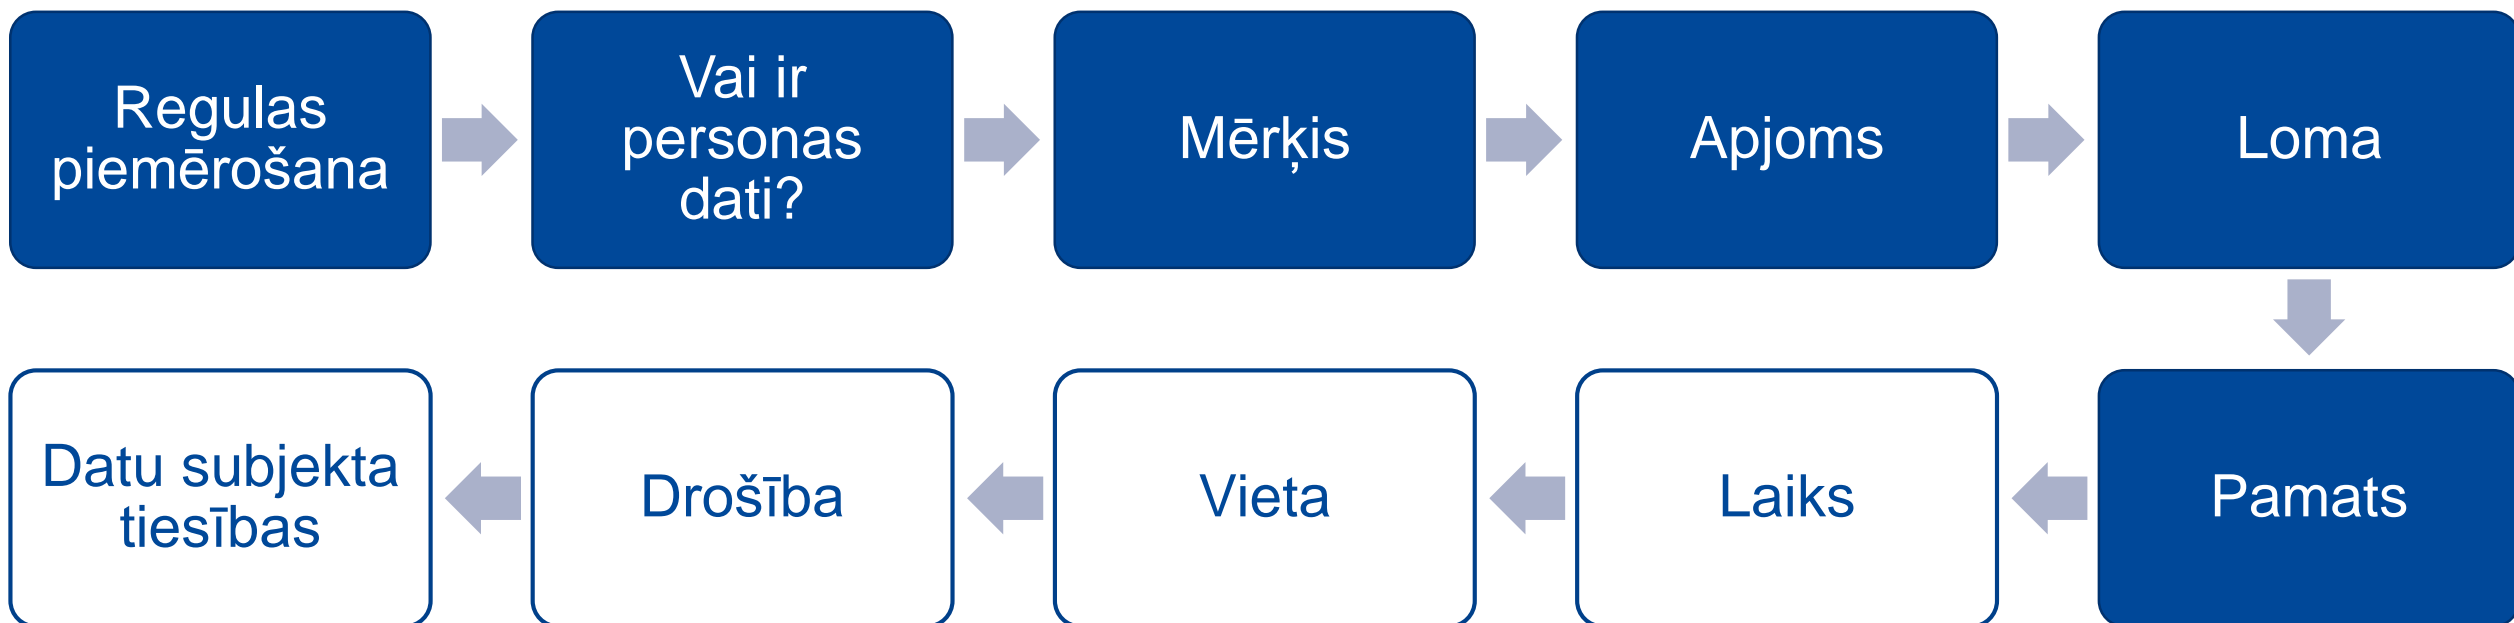 Regulas
piemērošana
Vai ir
personas
dati?
Mērķis
Apjoms
Loma
Pamats
Laiks
Vieta
Drošība
Datu subjekta
tiesības